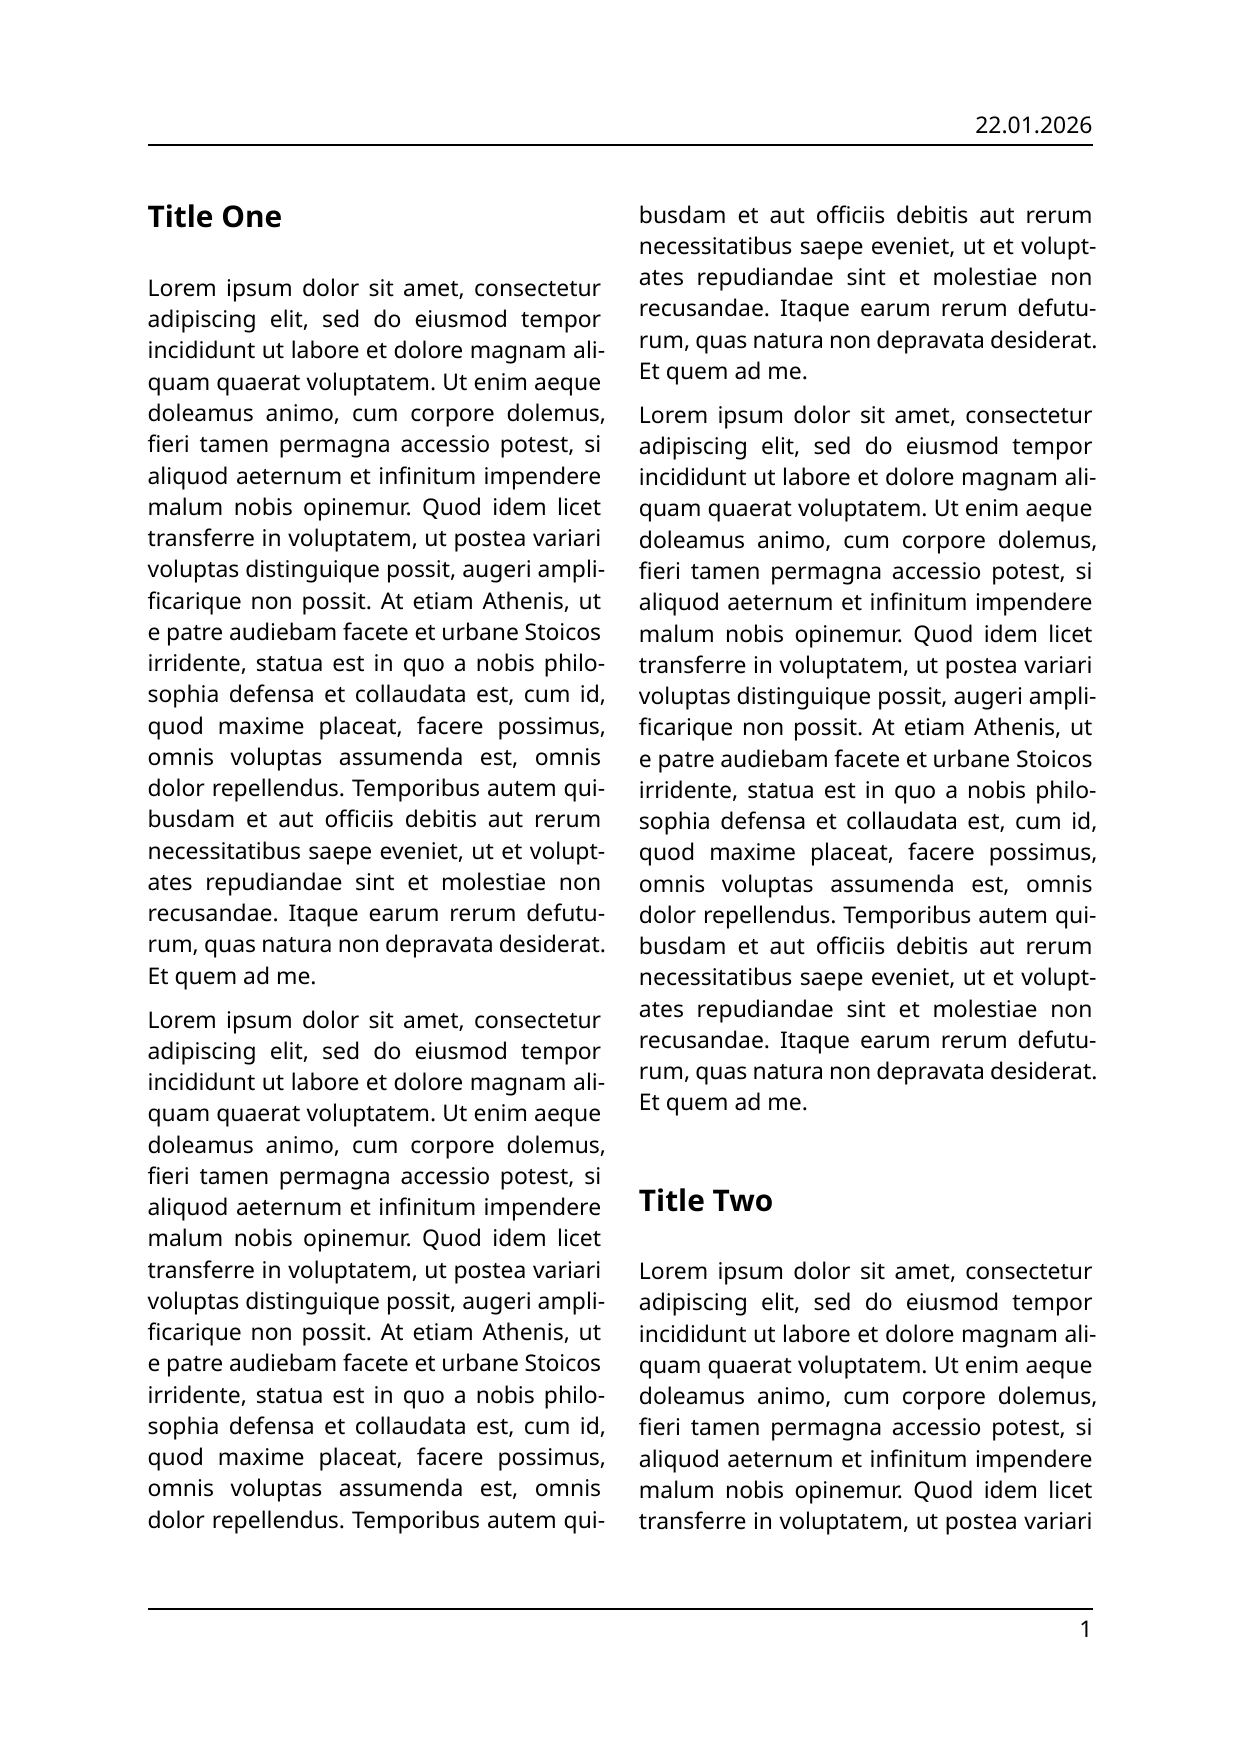 22.01.2026
Title One
Lorem ipsum dolor sit amet, consectetur
adipiscing elit, sed do eiusmod tempor
incididunt ut labore et dolore magnam ali-
quam quaerat voluptatem. Ut enim aeque
doleamus animo, cum corpore dolemus,
fieri tamen permagna accessio potest, si
aliquod aeternum et infinitum impendere
malum nobis opinemur. Quod idem licet
transferre in voluptatem, ut postea variari
voluptas distinguique possit, augeri ampli-
ficarique non possit. At etiam Athenis, ut
e patre audiebam facete et urbane Stoicos
irridente, statua est in quo a nobis philo-
sophia defensa et collaudata est, cum id,
quod maxime placeat, facere possimus,
omnis voluptas assumenda est, omnis
dolor repellendus. Temporibus autem qui-
busdam et aut officiis debitis aut rerum
necessitatibus saepe eveniet, ut et volupt-
ates repudiandae sint et molestiae non
recusandae. Itaque earum rerum defutu-
rum, quas natura non depravata desiderat.
Et quem ad me.
Lorem ipsum dolor sit amet, consectetur
adipiscing elit, sed do eiusmod tempor
incididunt ut labore et dolore magnam ali-
quam quaerat voluptatem. Ut enim aeque
doleamus animo, cum corpore dolemus,
fieri tamen permagna accessio potest, si
aliquod aeternum et infinitum impendere
malum nobis opinemur. Quod idem licet
transferre in voluptatem, ut postea variari
voluptas distinguique possit, augeri ampli-
ficarique non possit. At etiam Athenis, ut
e patre audiebam facete et urbane Stoicos
irridente, statua est in quo a nobis philo-
sophia defensa et collaudata est, cum id,
quod maxime placeat, facere possimus,
omnis voluptas assumenda est, omnis
dolor repellendus. Temporibus autem qui-
busdam et aut officiis debitis aut rerum
necessitatibus saepe eveniet, ut et volupt-
ates repudiandae sint et molestiae non
recusandae. Itaque earum rerum defutu-
rum, quas natura non depravata desiderat.
Et quem ad me.
Lorem ipsum dolor sit amet, consectetur
adipiscing elit, sed do eiusmod tempor
incididunt ut labore et dolore magnam ali-
quam quaerat voluptatem. Ut enim aeque
doleamus animo, cum corpore dolemus,
fieri tamen permagna accessio potest, si
aliquod aeternum et infinitum impendere
malum nobis opinemur. Quod idem licet
transferre in voluptatem, ut postea variari
voluptas distinguique possit, augeri ampli-
ficarique non possit. At etiam Athenis, ut
e patre audiebam facete et urbane Stoicos
irridente, statua est in quo a nobis philo-
sophia defensa et collaudata est, cum id,
quod maxime placeat, facere possimus,
omnis voluptas assumenda est, omnis
dolor repellendus. Temporibus autem qui-
busdam et aut officiis debitis aut rerum
necessitatibus saepe eveniet, ut et volupt-
ates repudiandae sint et molestiae non
recusandae. Itaque earum rerum defutu-
rum, quas natura non depravata desiderat.
Et quem ad me.
Title Two
Lorem ipsum dolor sit amet, consectetur
adipiscing elit, sed do eiusmod tempor
incididunt ut labore et dolore magnam ali-
quam quaerat voluptatem. Ut enim aeque
doleamus animo, cum corpore dolemus,
fieri tamen permagna accessio potest, si
aliquod aeternum et infinitum impendere
malum nobis opinemur. Quod idem licet
transferre in voluptatem, ut postea variari
1